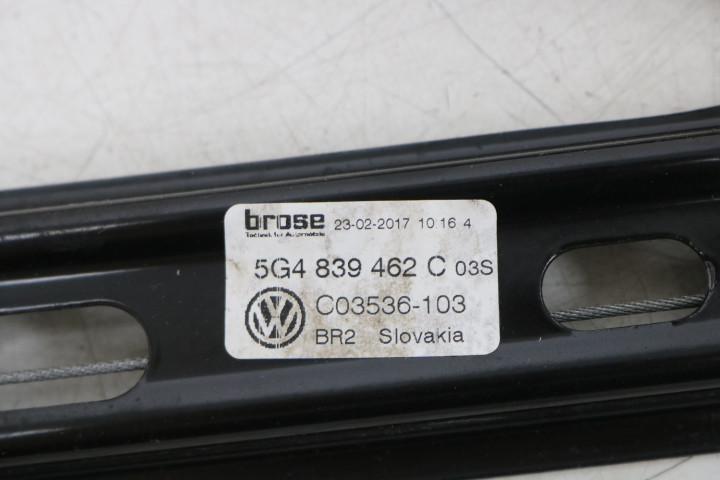 brose 23-02-2017 10:16 4
Technik für Automobile
5G4 839 462 C 03S
C03536-103
BR2 Slovakia